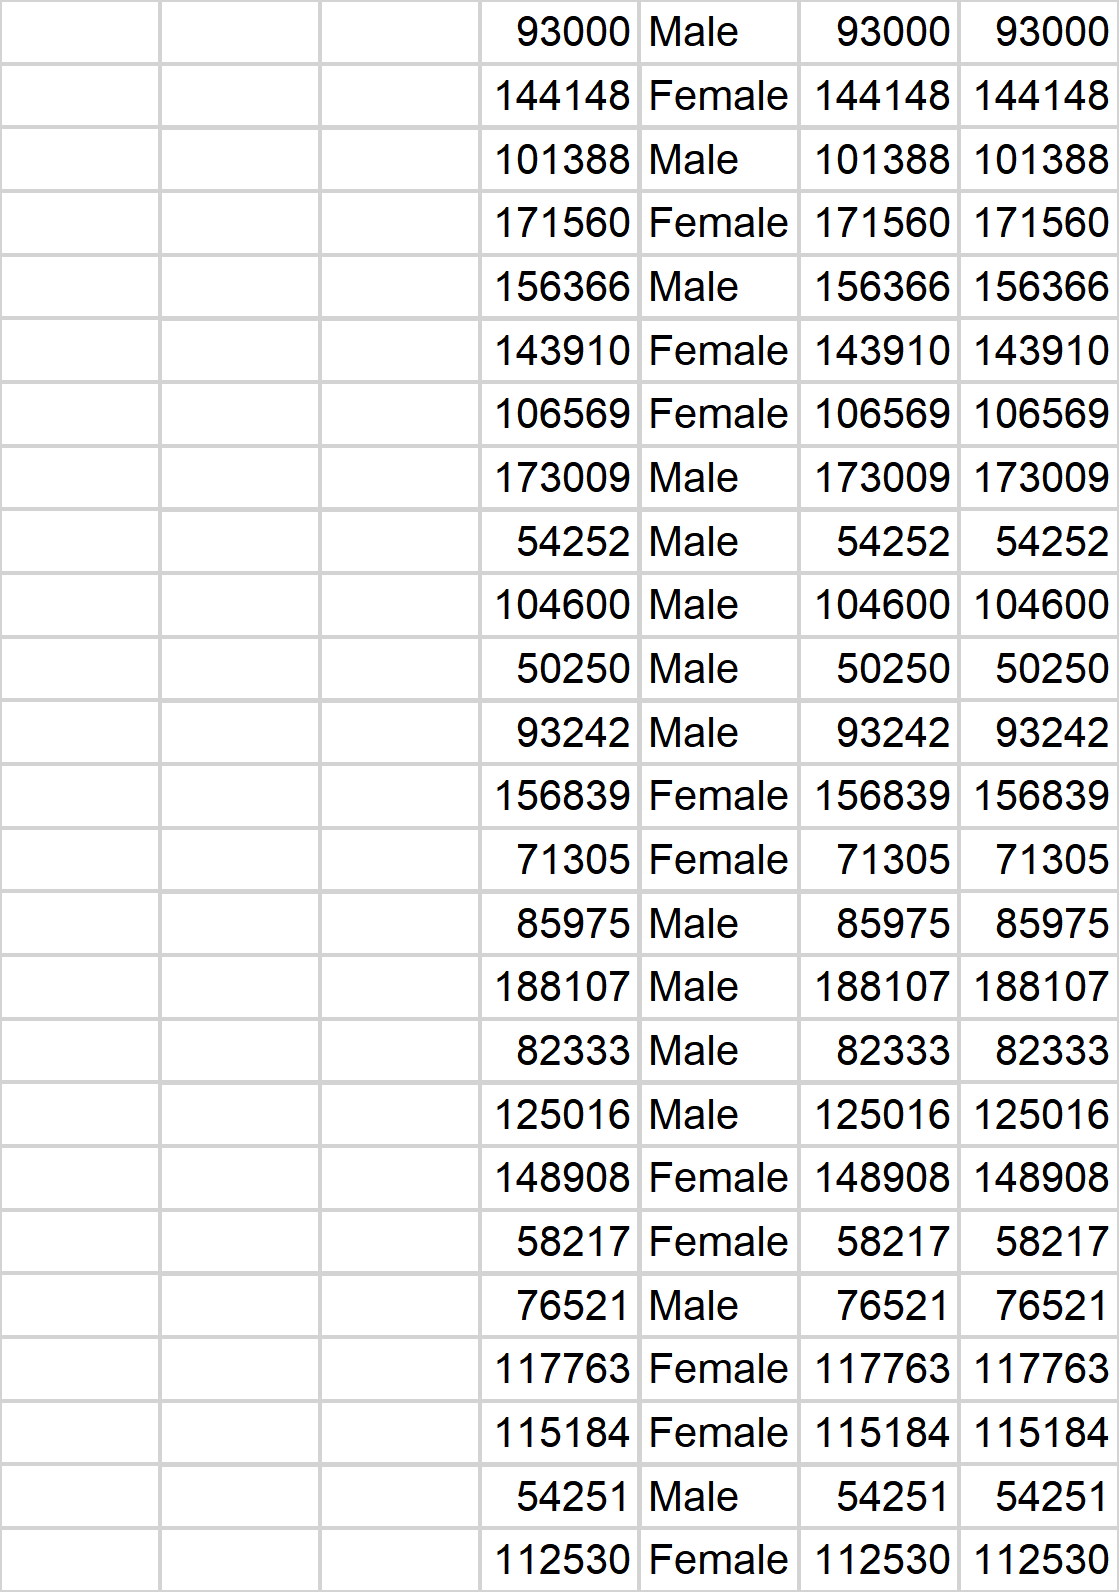 93000 Male 93000 93000
144148 Female 144148 144148
101388 Male 101388 101388
171560 Female 171560 171560
156366 Male 156366 156366
143910 Female 143910 143910
106569 Female 106569 106569
173009 Male 173009 173009
54252 Male 54252 54252
104600 Male 104600 104600
50250 Male 50250 50250
93242 Male 93242 93242
156839 Female 156839 156839
71305 Female 71305 71305
85975 Male 85975 85975
188107 Male 188107 188107
82333 Male 82333 82333
125016 Male 125016 125016
148908 Female 148908 148908
58217 Female 58217 58217
76521 Male 76521 76521
117763 Female 117763 117763
115184 Female 115184 115184
54251 Male 54251 54251
112530 Female 112530 112530